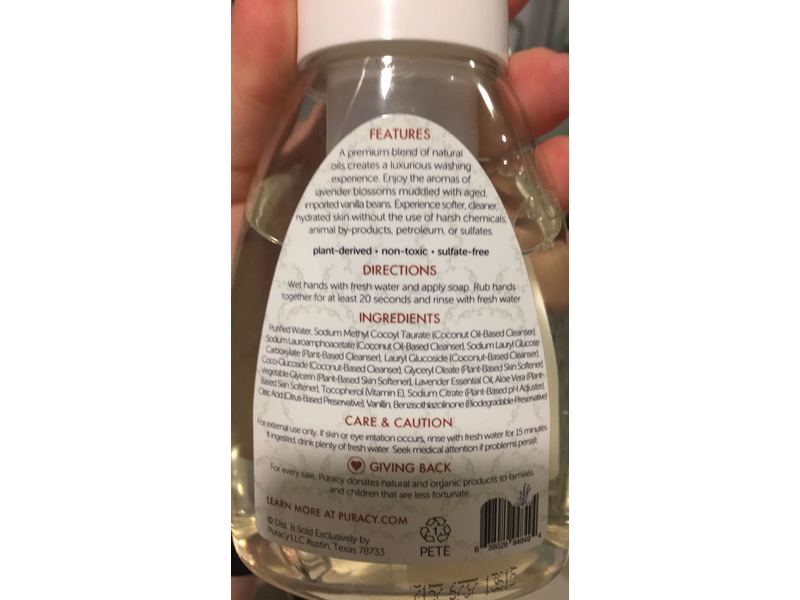 FEATURES
A premium blend of natural
oils creates a luxurious washing
experience. Enjoy the aromas of
lavender blossoms muddled with aged,
imported vanilla beans. Experience softer, cleaner,
hydrated skin without the use of harsh chemicals,
animal by-products, petroleum, or sulfates.
plant-derived • non-toxic • sulfate-free
DIRECTIONS
Wet hands with fresh water and apply soap. Rub hands
together for at least 20 seconds and rinse with fresh water
INGREDIENTS
Purified Water, Sodium Methyl Cocoyl Taurate (Coconut Oil-Based Cleanser),
Sodium Lauroamphoacetate (Coconut Oil-Based Cleanser), Sodium Lauryl Glucose
Carboxylate (Plant-Based Cleanser), Lauryl Glucoside (Coconut-Based Cleanser),
Coco-Glucoside (Coconut-Based Cleanser), Glyceryl Oleate (Plant-Based Skin Softener),
Vegetable Glycerin (Plant-Based Skin Softener), Lavender Essential Oil, Aloe Vera (Plant-
Based Skin Softener), Tocopherol (Vitamin E), Sodium Citrate (Plant-Based pH Adjuster),
Citric Acid (Citrus-Based Preservative), Vanillin, Benzisothiazolinone (Biodegradable Preservative)
CARE & CAUTION
For external use only. If skin or eye irritation occurs, rinse with fresh water for 15 minutes.
If ingested, drink plenty of fresh water. Seek medical attention if problems persist.
GIVING BACK
For every sale, Puracy donates natural and organic products to families
and children that are less fortunate.
LEARN MORE AT PURACY.COM
© Dist. & Sold Exclusively by
Puracy LLC Austin, Texas 78733
1
PETE
8 38029 94849 4